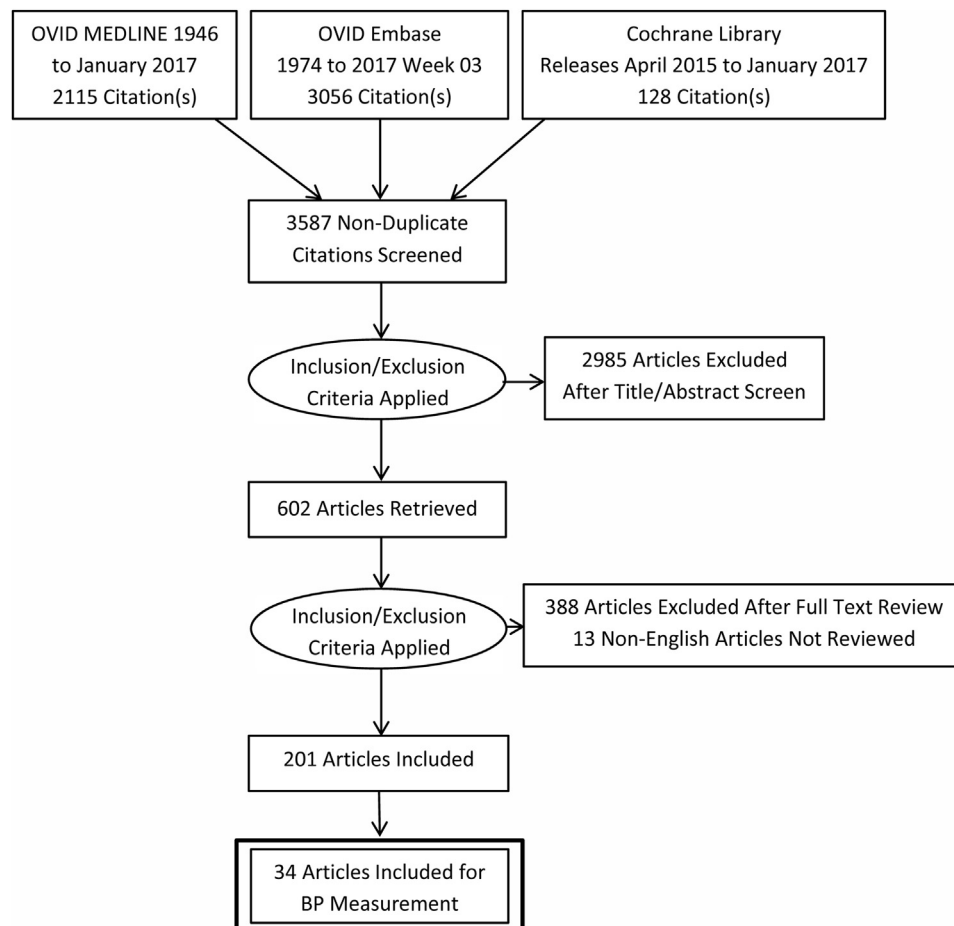 OVID MEDLINE 1946
to January 2017
2115 Citation(s)
OVID Embase
1974 to 2017 Week 03
3056 Citation(s)
Cochrane Library
Releases April 2015 to January 2017
128 Citation(s)
3587 Non-Duplicate
Citations Screened
Inclusion/Exclusion
Criteria Applied
2985 Articles Excluded
After Title/Abstract Screen
602 Articles Retrieved
Inclusion/Exclusion
Criteria Applied
388 Articles Excluded After Full Text Review
13 Non-English Articles Not Reviewed
201 Articles Included
34 Articles Included for
BP Measurement